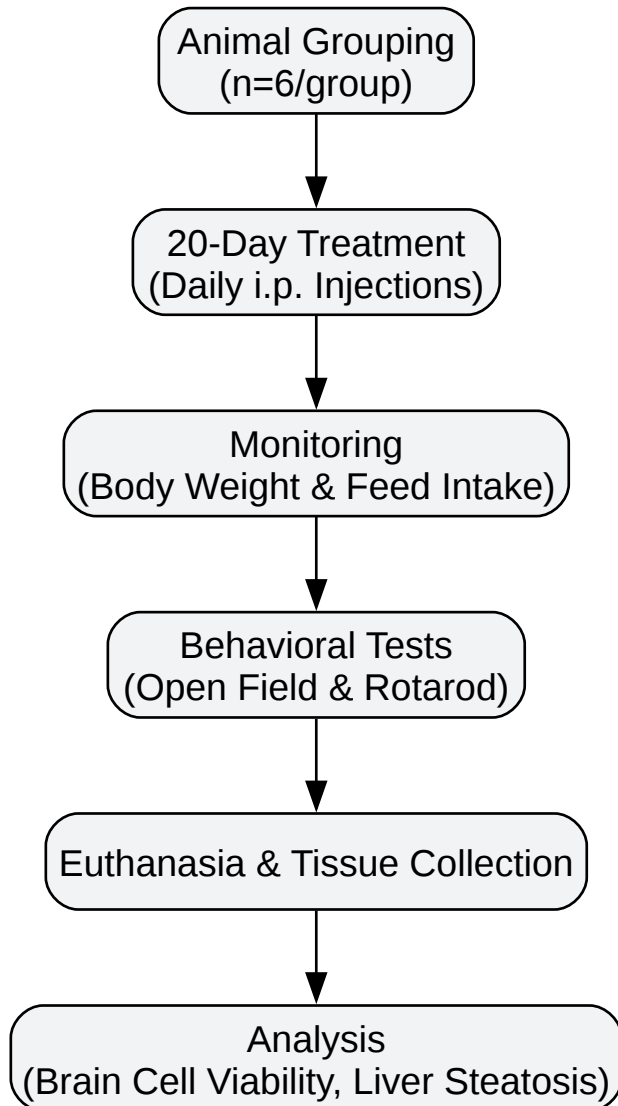 Animal Grouping
(n=6/group)
20-Day Treatment
(Daily i.p. Injections)
Monitoring
(Body Weight & Feed Intake)
Behavioral Tests
(Open Field & Rotarod)
Euthanasia & Tissue Collection
Analysis
(Brain Cell Viability, Liver Steatosis)